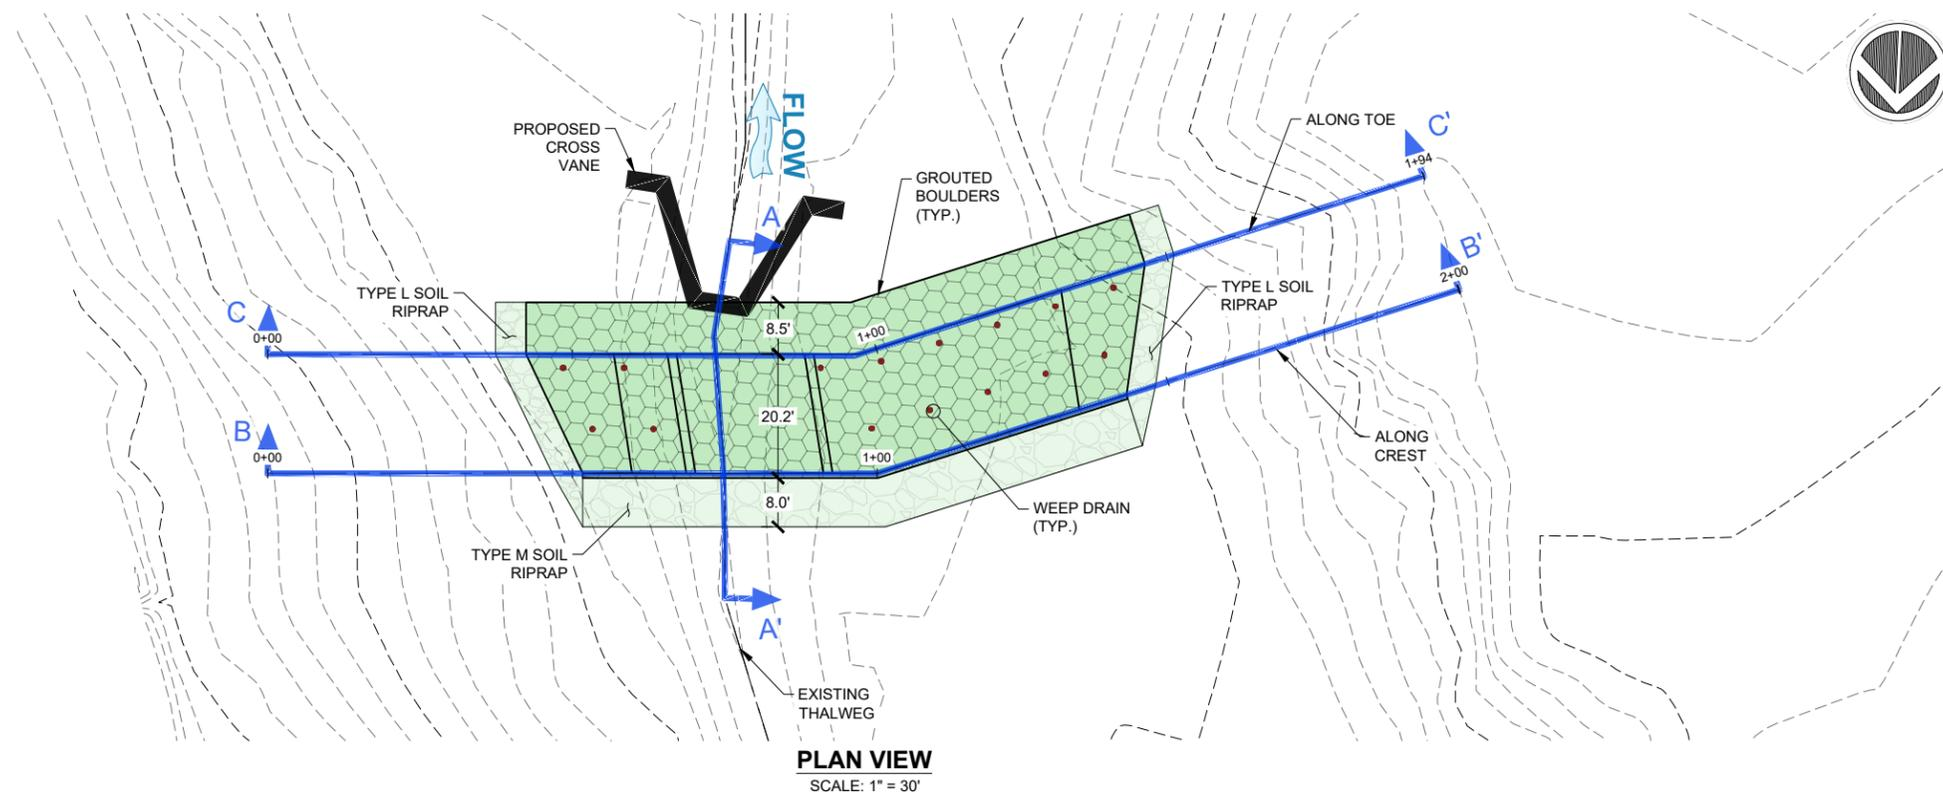 FLOW
PROPOSED
CROSS
VANE
A
GROUTED
BOULDERS
(TYP.)
ALONG TOE
C'
1+94
B'
2+00
TYPE L SOIL
RIPRAP
TYPE L SOIL
RIPRAP
C
0+00
8.5'
1+00
20.2'
B
0+00
1+00
8.0'
ALONG
CREST
WEEP DRAIN
(TYP.)
TYPE M SOIL
RIPRAP
A'
EXISTING
THALWEG
PLAN VIEW
SCALE: 1" = 30'